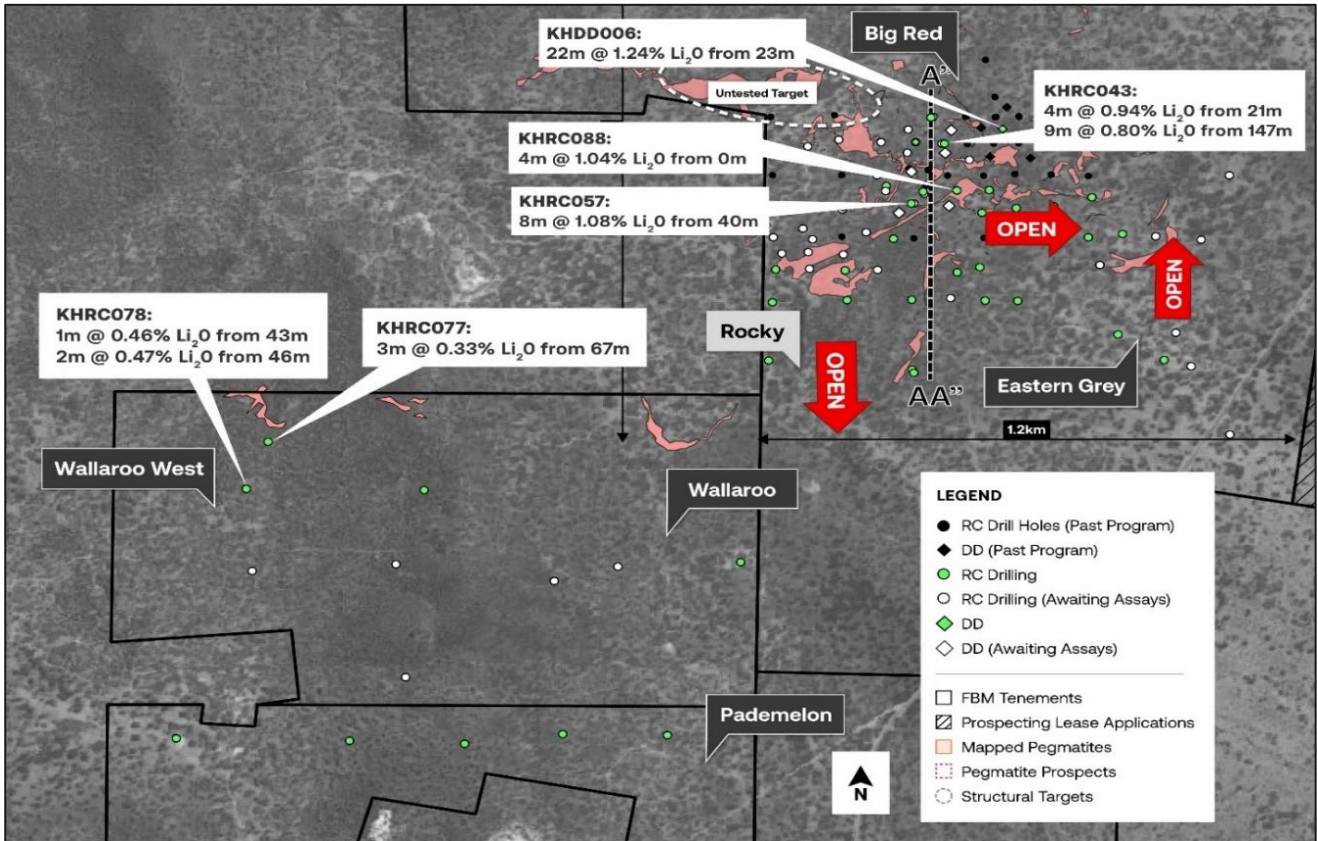 KHDD006:
22m @ 1.24% Li₂O from 23m
Big Red
A”
Untested Target
KHRC043:
4m @ 0.94% Li₂O from 21m
9m @ 0.80% Li₂O from 147m
KHRC088:
4m @ 1.04% Li₂O from 0m
KHRC057:
8m @ 1.08% Li₂O from 40m
OPEN
OPEN
KHRC078:
1m @ 0.46% Li₂O from 43m
2m @ 0.47% Li₂O from 46m
KHRC077:
3m @ 0.33% Li₂O from 67m
Rocky
OPEN
AA”
Eastern Grey
1.2km
Wallaroo West
Wallaroo
Pademelon
N
LEGEND
RC Drill Holes (Past Program)
DD (Past Program)
RC Drilling
RC Drilling (Awaiting Assays)
DD
DD (Awaiting Assays)
FBM Tenements
Prospecting Lease Applications
Mapped Pegmatites
Pegmatite Prospects
Structural Targets